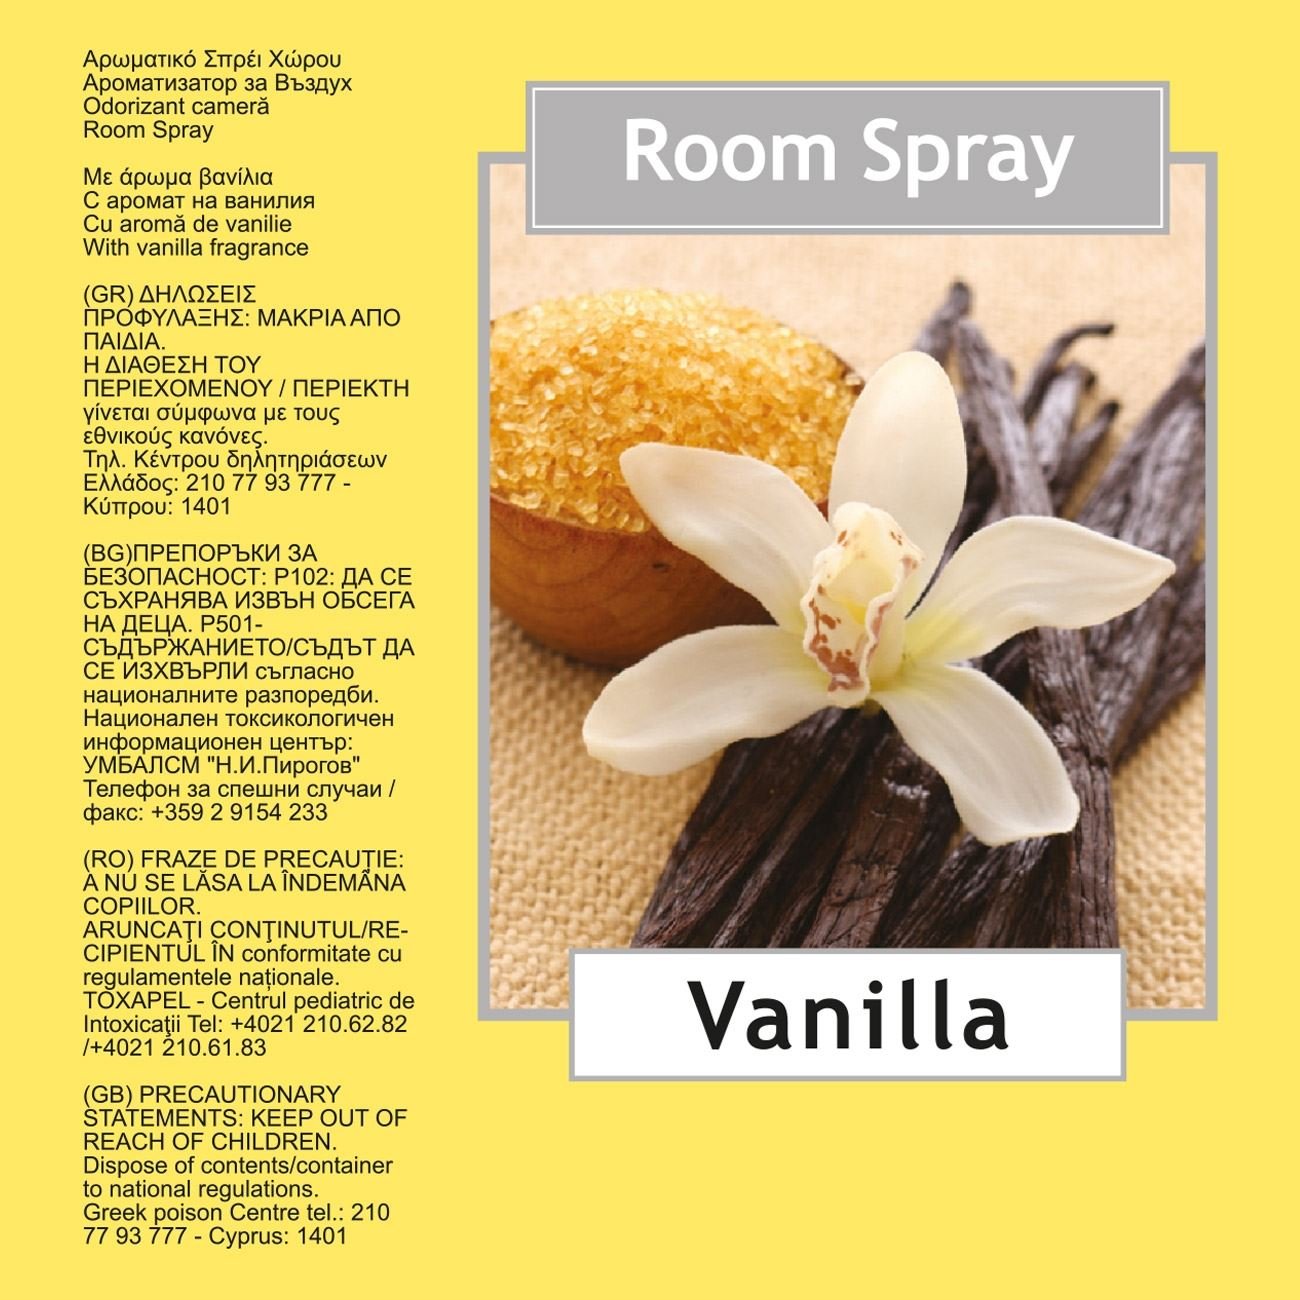 Αρωματικό Σπρέι Χώρου
Ароматизатор за Въздух
Odorizant cameră
Room Spray
Με άρωμα βανίλια
С аромат на ванилия
Cu aromă de vanilie
With vanilla fragrance
(GR) ΔΗΛΩΣΕΙΣ
ΠΡΟΦΥΛΑΞΗΣ: ΜΑΚΡΙΑ ΑΠΟ
ΠΑΙΔΙΑ.
Η ΔΙΑΘΕΣΗ ΤΟΥ
ΠΕΡΙΕΧΟΜΕΝΟΥ / ΠΕΡΙΕΚΤΗ
γίνεται σύμφωνα με τους
εθνικούς κανόνες.
Τηλ. Κέντρου δηλητηριάσεων
Ελλάδος: 210 77 93 777 -
Κύπρου: 1401
(BG)ПРЕПОРЪКИ ЗА
БЕЗОПАСНОСТ: P102: ДА СЕ
СЪХРАНЯВА ИЗВЪН ОБСЕГА
НА ДЕЦА. P501-
СЪДЪРЖАНИЕТО/СЪДЪТ ДА
СЕ ИЗХВЪРЛИ съгласно
националните разпоредби.
Национален токсикологичен
информационен център:
УМБАЛСМ "Н.И.Пирогов"
Телефон за спешни случаи /
факс: +359 2 9154 233
(RO) FRAZE DE PRECAUŢIE:
A NU SE LĂSA LA ÎNDEMÂNA
COPIILOR.
ARUNCAŢI CONŢINUTUL/RE-
CIPIENTUL ÎN conformitate cu
regulamentele naționale.
TOXAPEL - Centrul pediatric de
Intoxicaţii Tel: +4021 210.62.82
/+4021 210.61.83
(GB) PRECAUTIONARY
STATEMENTS: KEEP OUT OF
REACH OF CHILDREN.
Dispose of contents/container
to national regulations.
Greek poison Centre tel.: 210
77 93 777 - Cyprus: 1401
Room Spray
Vanilla